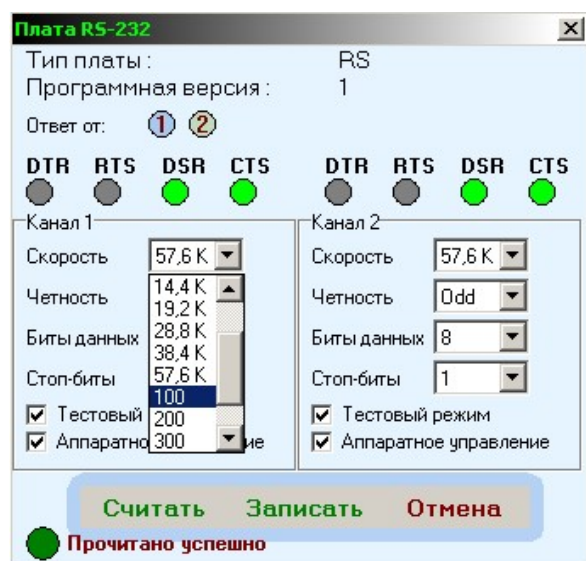 Плата RS-232
Тип платы : RS
Программная версия : 1
Ответ от: 1 2
DTR RTS DSR CTS DTR RTS DSR CTS
Канал 1
Скорость 57,6 K
14,4 K
19,2 K
28,8 K
38,4 K
57,6 K
100
200
300
Четность
Биты данных
Стоп-биты
Тестовый
Аппаратно ие
Канал 2
Скорость 57,6 K
Четность Odd
Биты данных 8
Стоп-биты 1
Тестовый режим
Аппаратное управление
Считать Записать Отмена
Прочитано успешно